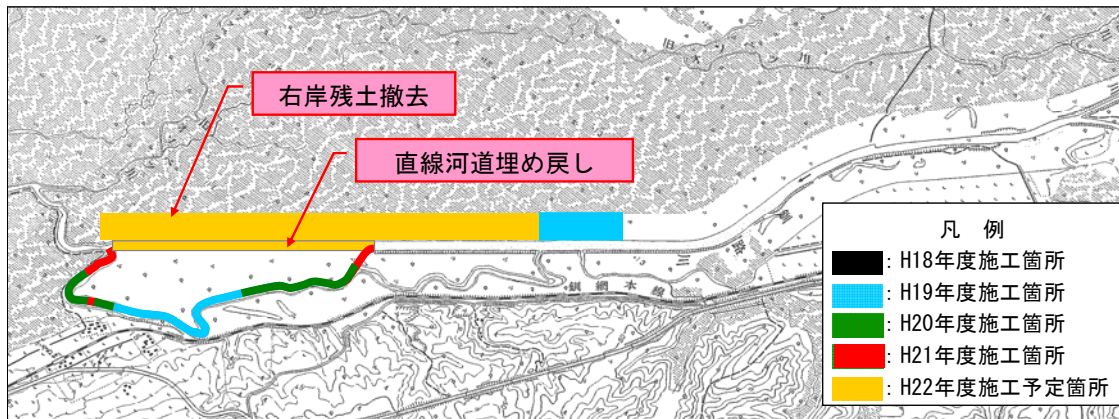 右岸残土撤去
直線河道埋め戻し
釧網本線
凡 例
: H18年度施工箇所
: H19年度施工箇所
: H20年度施工箇所
: H21年度施工箇所
: H22年度施工予定箇所